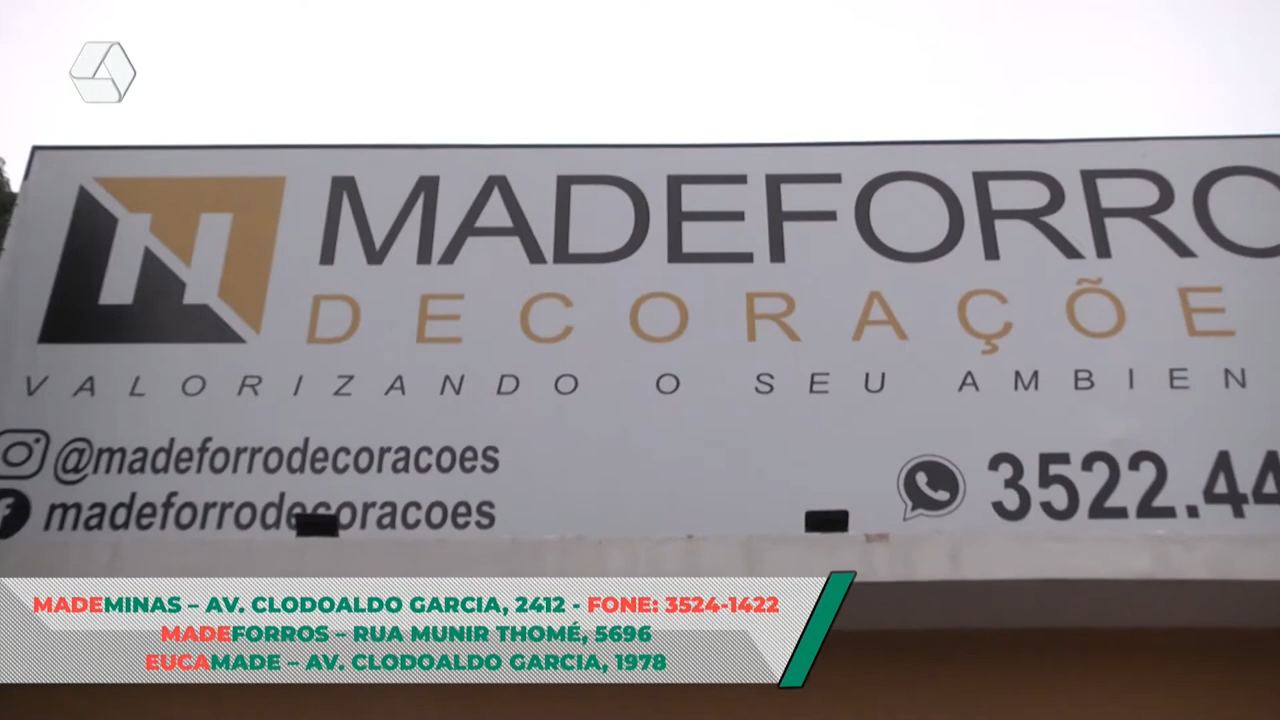 MADEFORRO
DECORAÇÕE
VALORIZANDO O SEU AMBIEN
@madeforrodecoracoes
madeforrodecoracoes
3522.44
MADEMINAS – AV. CLODOALDO GARCIA, 2412 - FONE: 3524-1422
MADEFORROS – RUA MUNIR THOMÉ, 5696
EUCAMADE – AV. CLODOALDO GARCIA, 1978